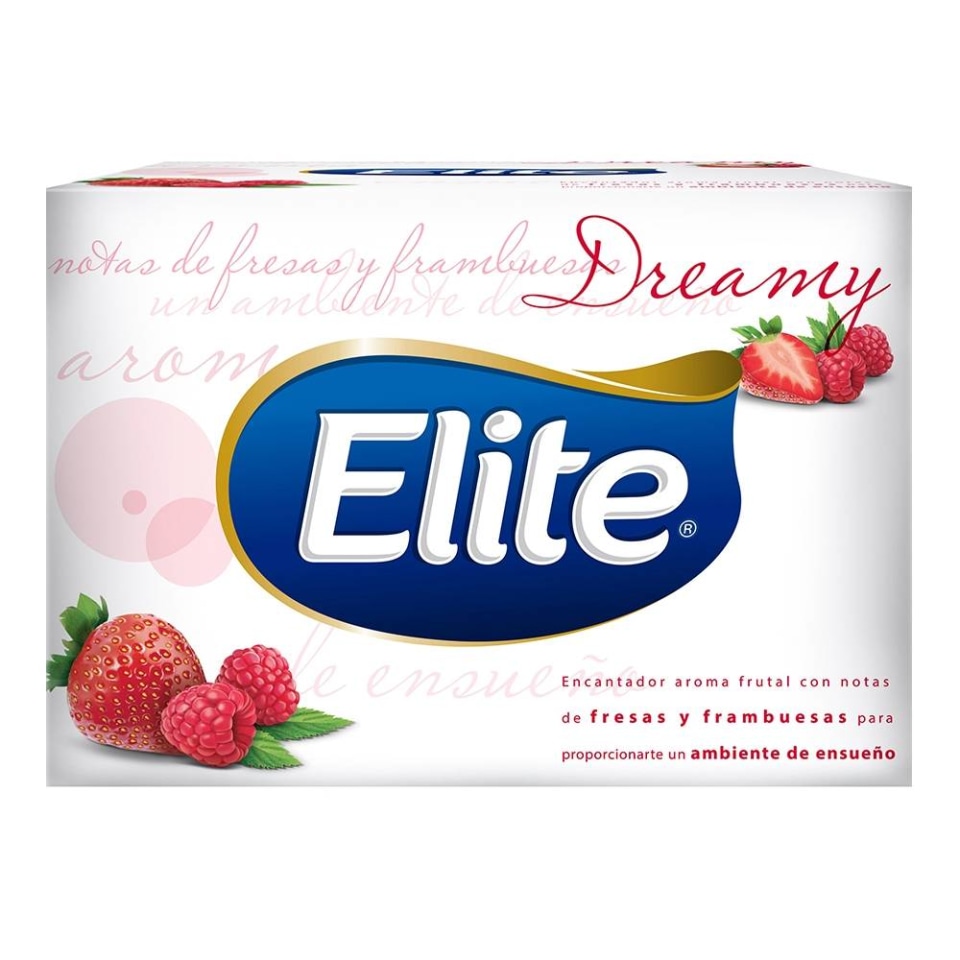 notas de fresas y frambuesas
Dreamy
un ambiente de ensueño
arom
Elite®
de ensueño
Encantador aroma frutal con notas
de fresas y frambuesas para
proporcionarte un ambiente de ensueño